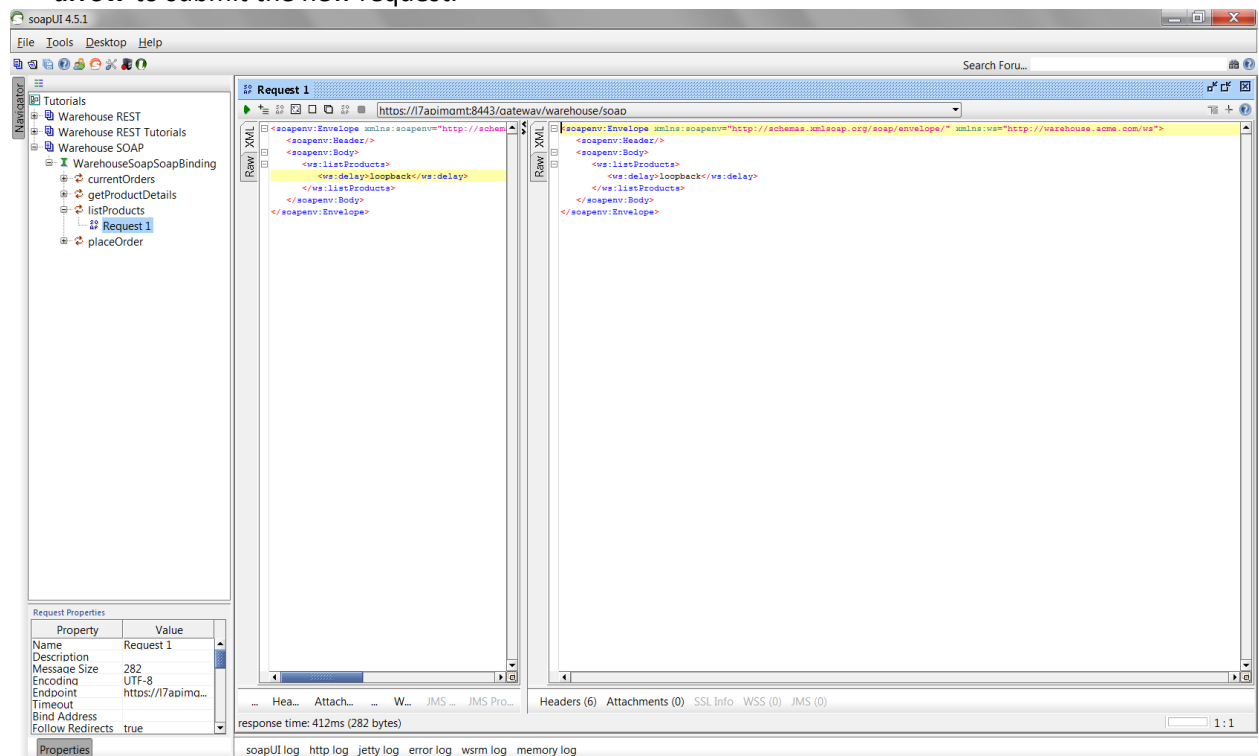 arrow to submit the new request.
soapUI 4.5.1
File Tools Desktop Help
Search Foru...
Navigator
Tutorials
Warehouse REST
Warehouse REST Tutorials
Warehouse SOAP
WarehouseSoapSoapBinding
currentOrders
getProductDetails
listProducts
Request 1
placeOrder
Request Properties
Property Value
Name Request 1
Description
Message Size 282
Encoding UTF-8
Endpoint https://l7apimg...
Timeout
Bind Address
Follow Redirects true
Properties
Request 1
https://l7apimgmt:8443/gateway/warehouse/soap
XML
Raw
<soapenv:Envelope xmlns:soapenv="http://schem
<soapenv:Header/>
<soapenv:Body>
<ws:listProducts>
<ws:delay>loopback</ws:delay>
</ws:listProducts>
</soapenv:Body>
</soapenv:Envelope>
... Hea... Attach... ... W... JMS ... JMS Pro...
XML
Raw
<soapenv:Envelope xmlns:soapenv="http://schemas.xmlsoap.org/soap/envelope/" xmlns:ws="http://warehouse.acme.com/ws">
<soapenv:Header/>
<soapenv:Body>
<ws:listProducts>
<ws:delay>loopback</ws:delay>
</ws:listProducts>
</soapenv:Body>
</soapenv:Envelope>
Headers (6) Attachments (0) SSL Info WSS (0) JMS (0)
response time: 412ms (282 bytes)
1 : 1
soapUI log http log jetty log error log wsrm log memory log